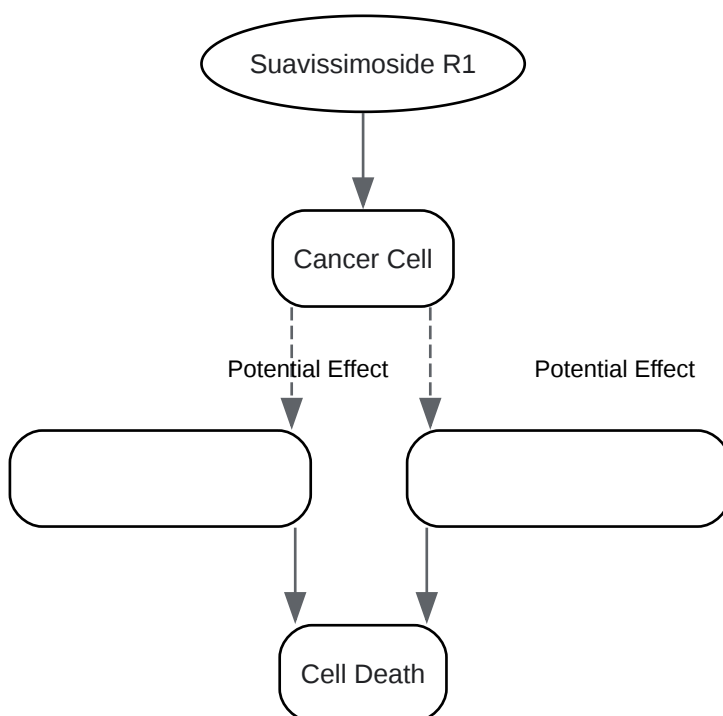 Suavissimoside R1
Cancer Cell
Potential Effect
Potential Effect
Cell Death